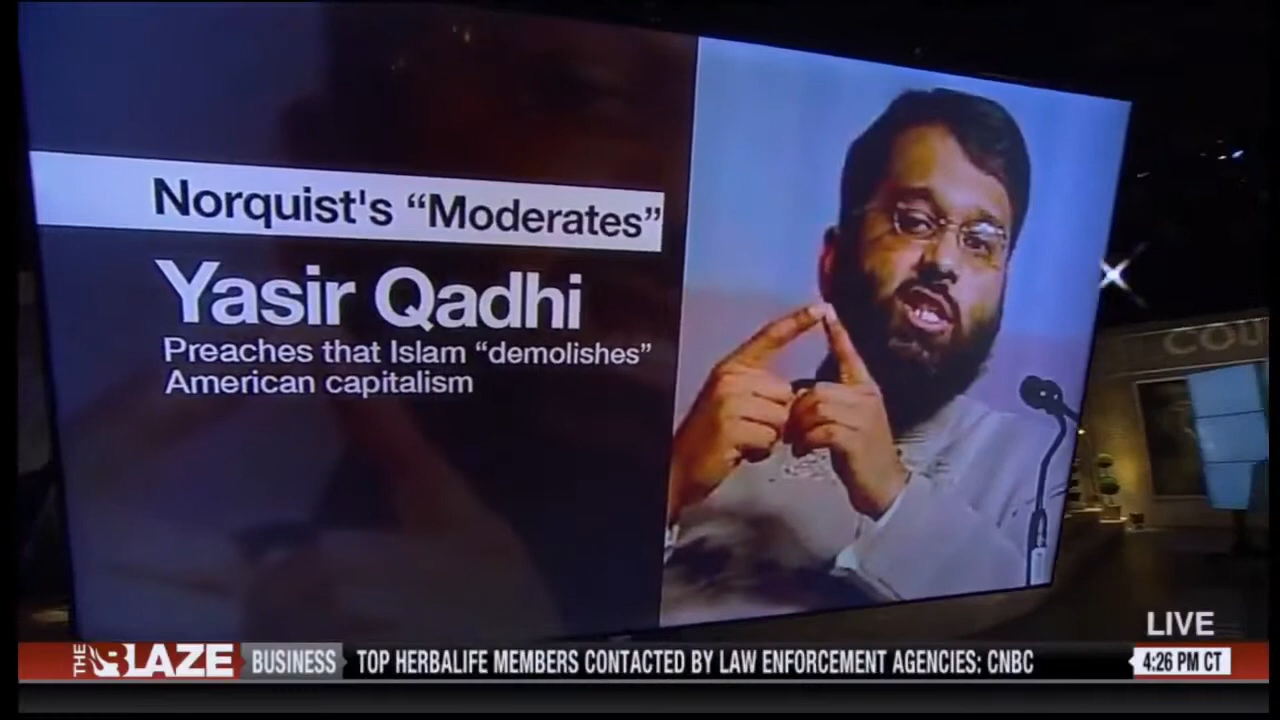 Norquist's “Moderates”
Yasir Qadhi
Preaches that Islam “demolishes”
American capitalism
COU
LIVE
THE BLAZE BUSINESS TOP HERBALIFE MEMBERS CONTACTED BY LAW ENFORCEMENT AGENCIES: CNBC 4:26 PM CT